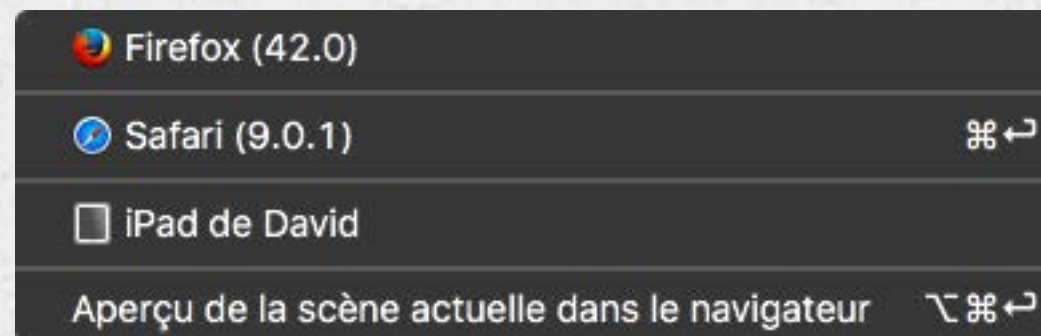 Firefox (42.0)
Safari (9.0.1) ⌘↩
iPad de David
Aperçu de la scène actuelle dans le navigateur ⌥⌘↩